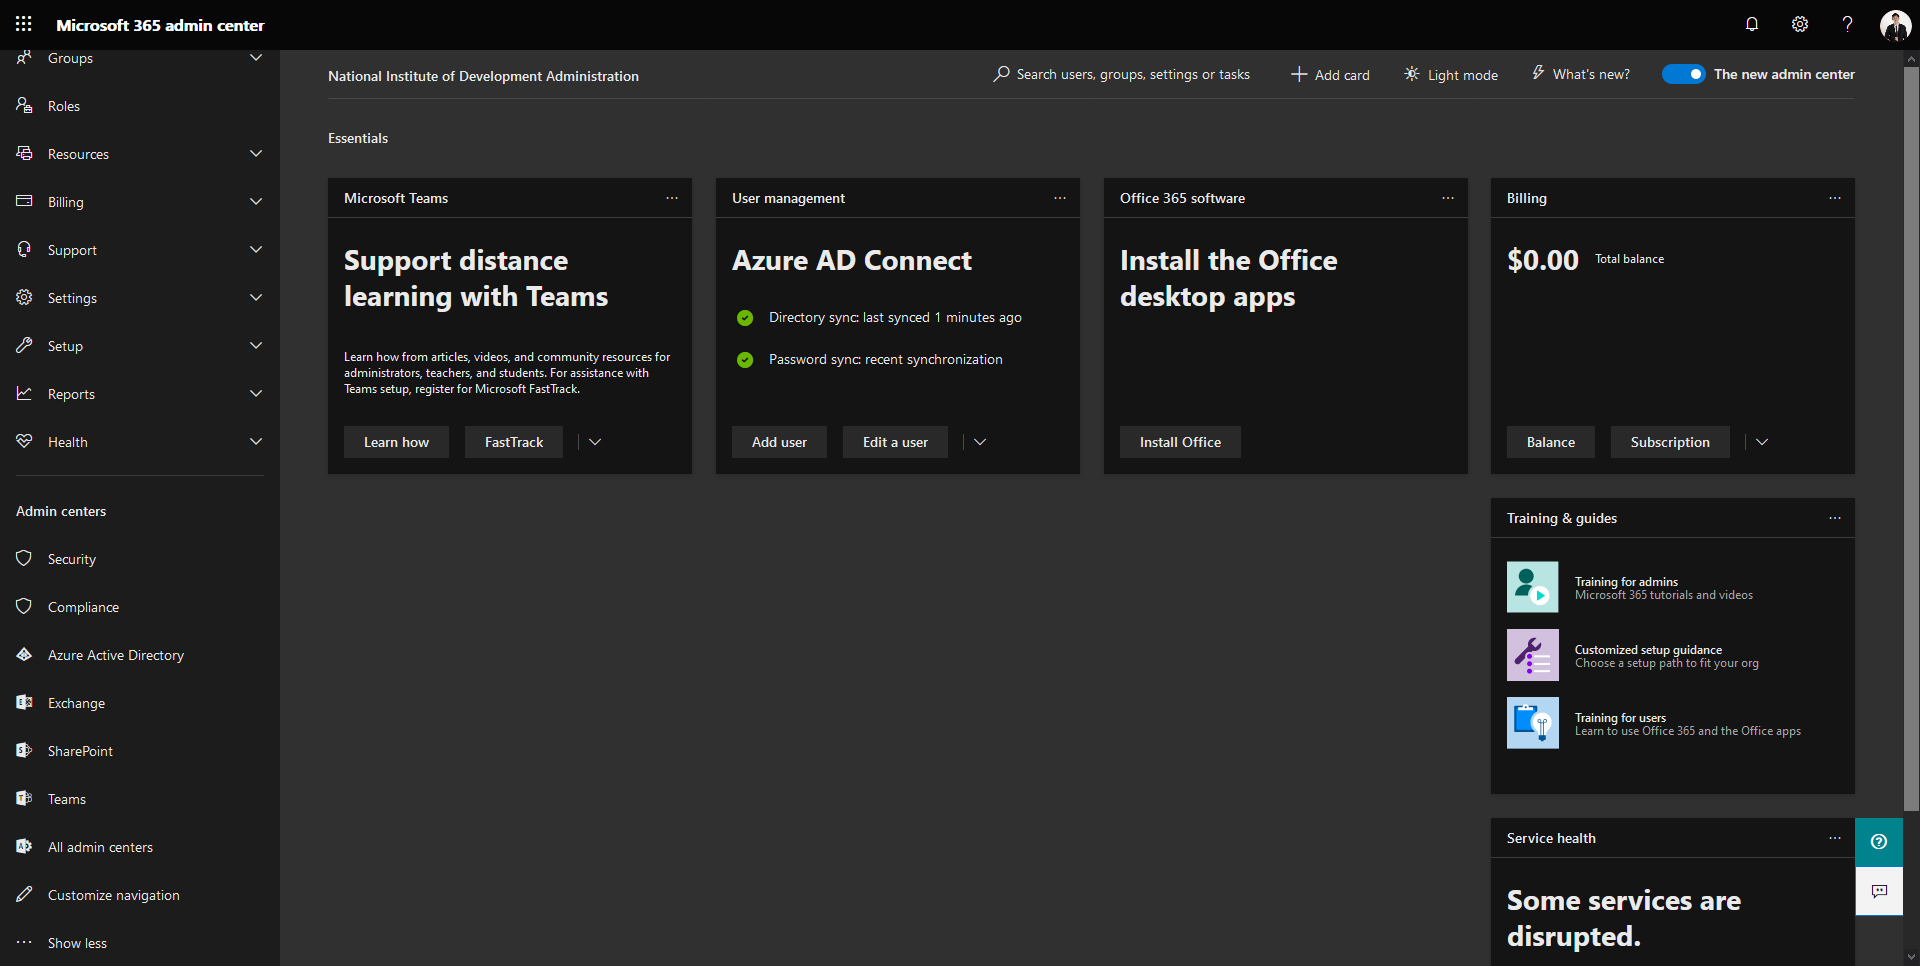 Microsoft 365 admin center
Groups
Roles
Resources
Billing
Support
Settings
Setup
Reports
Health
Admin centers
Security
Compliance
Azure Active Directory
Exchange
SharePoint
Teams
All admin centers
Customize navigation
Show less
National Institute of Development Administration
Search users, groups, settings or tasks
Add card
Light mode
What's new?
The new admin center
Essentials
Microsoft Teams
Support distance
learning with Teams
Learn how from articles, videos, and community resources for
administrators, teachers, and students. For assistance with
Teams setup, register for Microsoft FastTrack.
Learn how
FastTrack
User management
Azure AD Connect
Directory sync: last synced 1 minutes ago
Password sync: recent synchronization
Add user
Edit a user
Office 365 software
Install the Office
desktop apps
Install Office
Billing
$0.00 Total balance
Balance
Subscription
Training & guides
Training for admins
Microsoft 365 tutorials and videos
Customized setup guidance
Choose a setup path to fit your org
Training for users
Learn to use Office 365 and the Office apps
Service health
Some services are
disrupted.